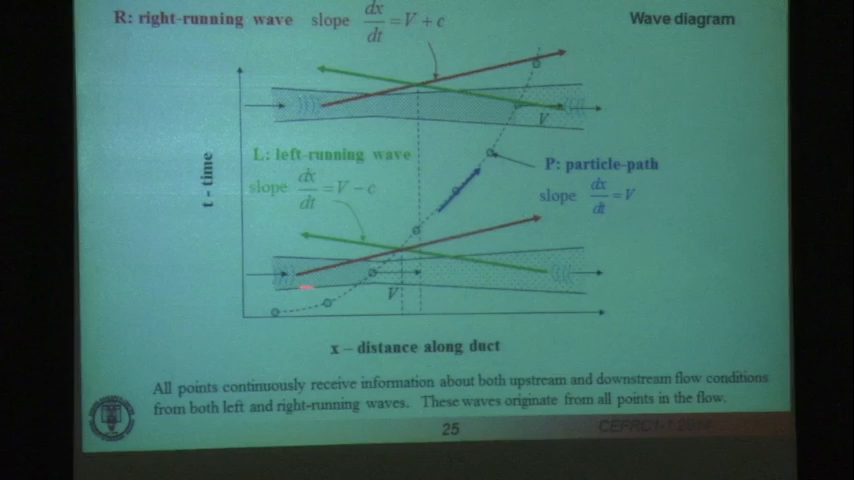 R: right-running wave slope dx/dt = V + c
Wave diagram
L: left-running wave
slope dx/dt = V − c
t - time
V
P: particle-path
slope dx/dt = V
V
x – distance along duct
All points continuously receive information about both upstream and downstream flow conditions
from both left and right-running waves. These waves originate from all points in the flow.
25